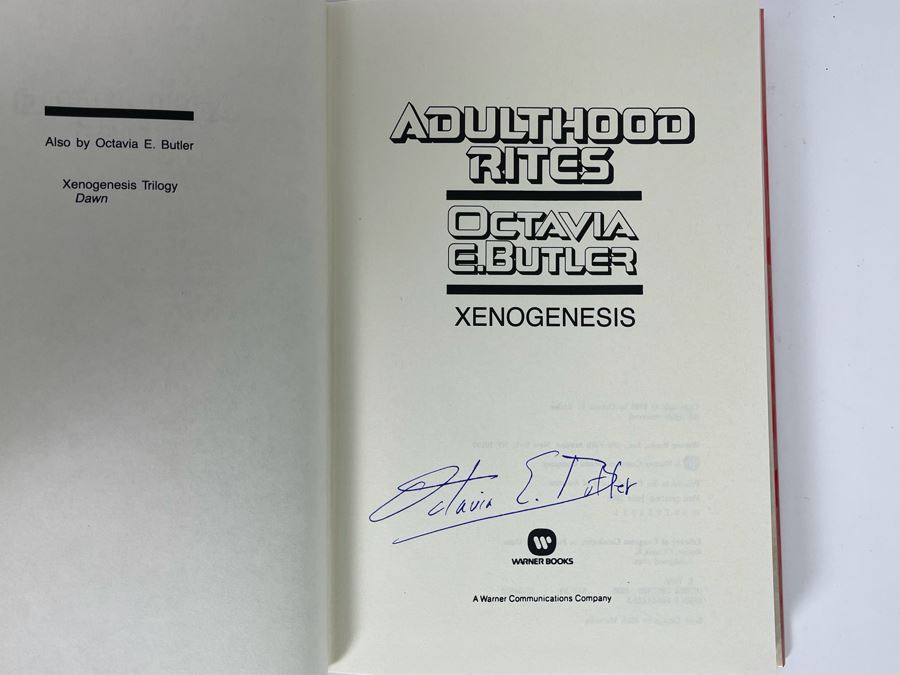 Also by Octavia E. Butler
Xenogenesis Trilogy
Dawn
ADULTHOOD
RITES
OCTAVIA
E. BUTLER
XENOGENESIS
Octavia E. Butler
WARNER BOOKS
A Warner Communications Company